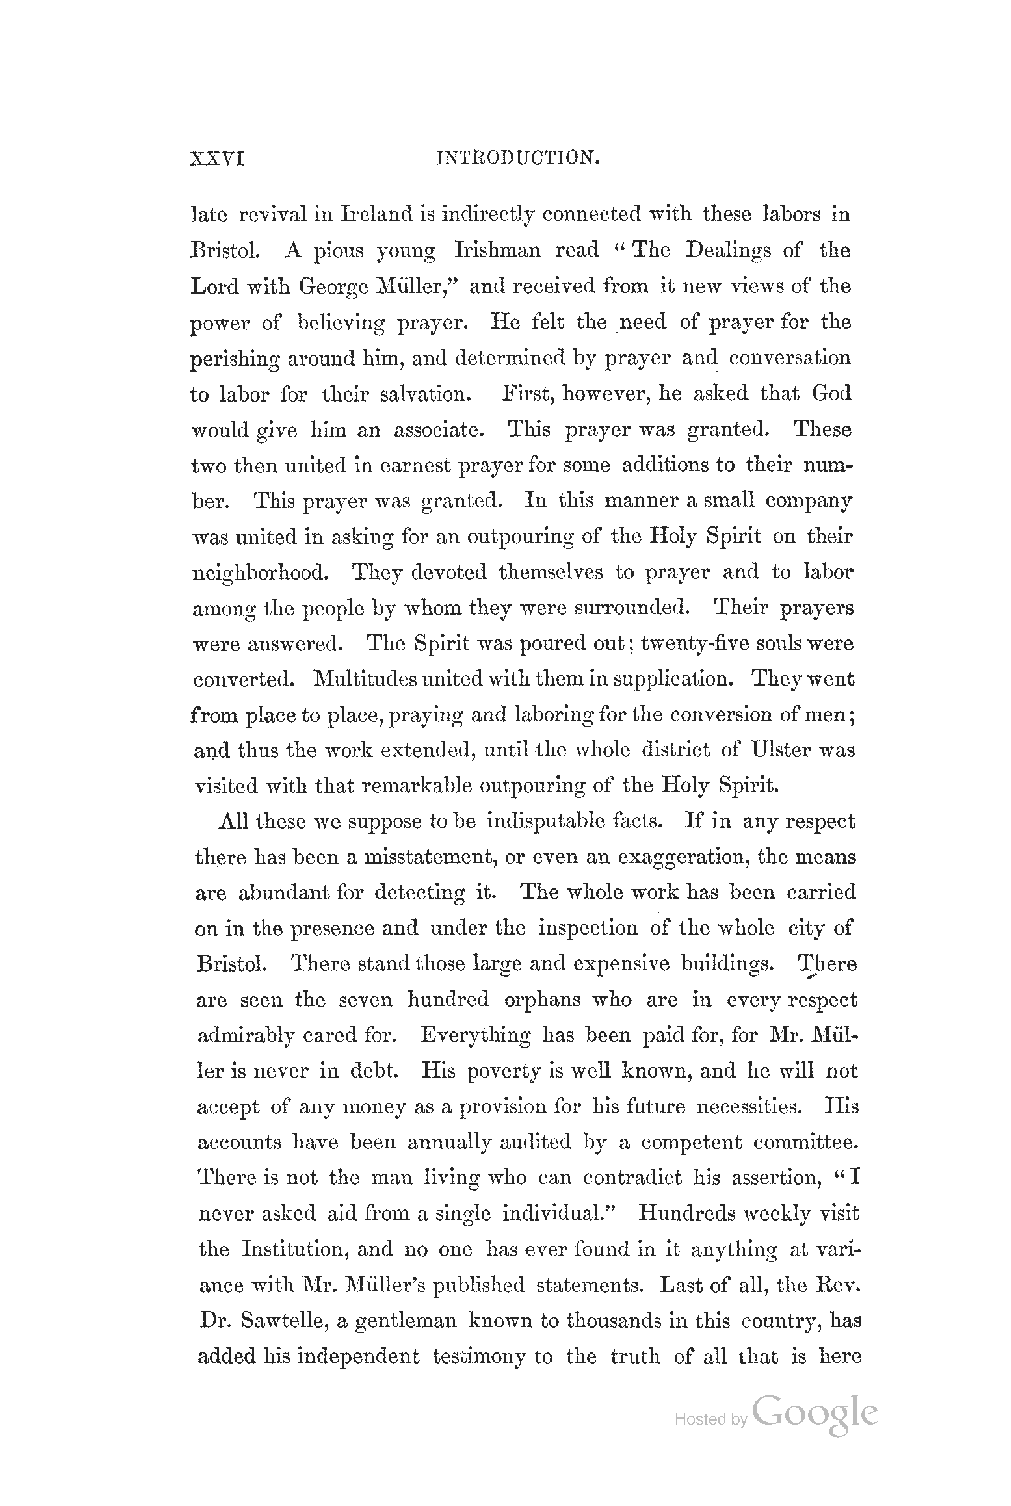 XXVI INTRODUCTION.
late revival in Ireland is indirectly connected with these labors in
Bristol. A pious young Irishman read “The Dealings of the
Lord with George Müller,” and received from it new views of the
power of believing prayer. He felt the need of prayer for the
perishing around him, and determined by prayer and conversation
to labor for their salvation. First, however, he asked that God
would give him an associate. This prayer was granted. These
two then united in earnest prayer for some additions to their num-
ber. This prayer was granted. In this manner a small company
was united in asking for an outpouring of the Holy Spirit on their
neighborhood. They devoted themselves to prayer and to labor
among the people by whom they were surrounded. Their prayers
were answered. The Spirit was poured out; twenty-five souls were
converted. Multitudes united with them in supplication. They went
from place to place, praying and laboring for the conversion of men;
and thus the work extended, until the whole district of Ulster was
visited with that remarkable outpouring of the Holy Spirit.
All these we suppose to be indisputable facts. If in any respect
there has been a misstatement, or even an exaggeration, the means
are abundant for detecting it. The whole work has been carried
on in the presence and under the inspection of the whole city of
Bristol. There stand those large and expensive buildings. There
are seen the seven hundred orphans who are in every respect
admirably cared for. Everything has been paid for, for Mr. Mül-
ler is never in debt. His poverty is well known, and he will not
accept of any money as a provision for his future necessities. His
accounts have been annually audited by a competent committee.
There is not the man living who can contradict his assertion, “I
never asked aid from a single individual.” Hundreds weekly visit
the Institution, and no one has ever found in it anything at vari-
ance with Mr. Müller's published statements. Last of all, the Rev.
Dr. Sawtelle, a gentleman known to thousands in this country, has
added his independent testimony to the truth of all that is here
Hosted by Google